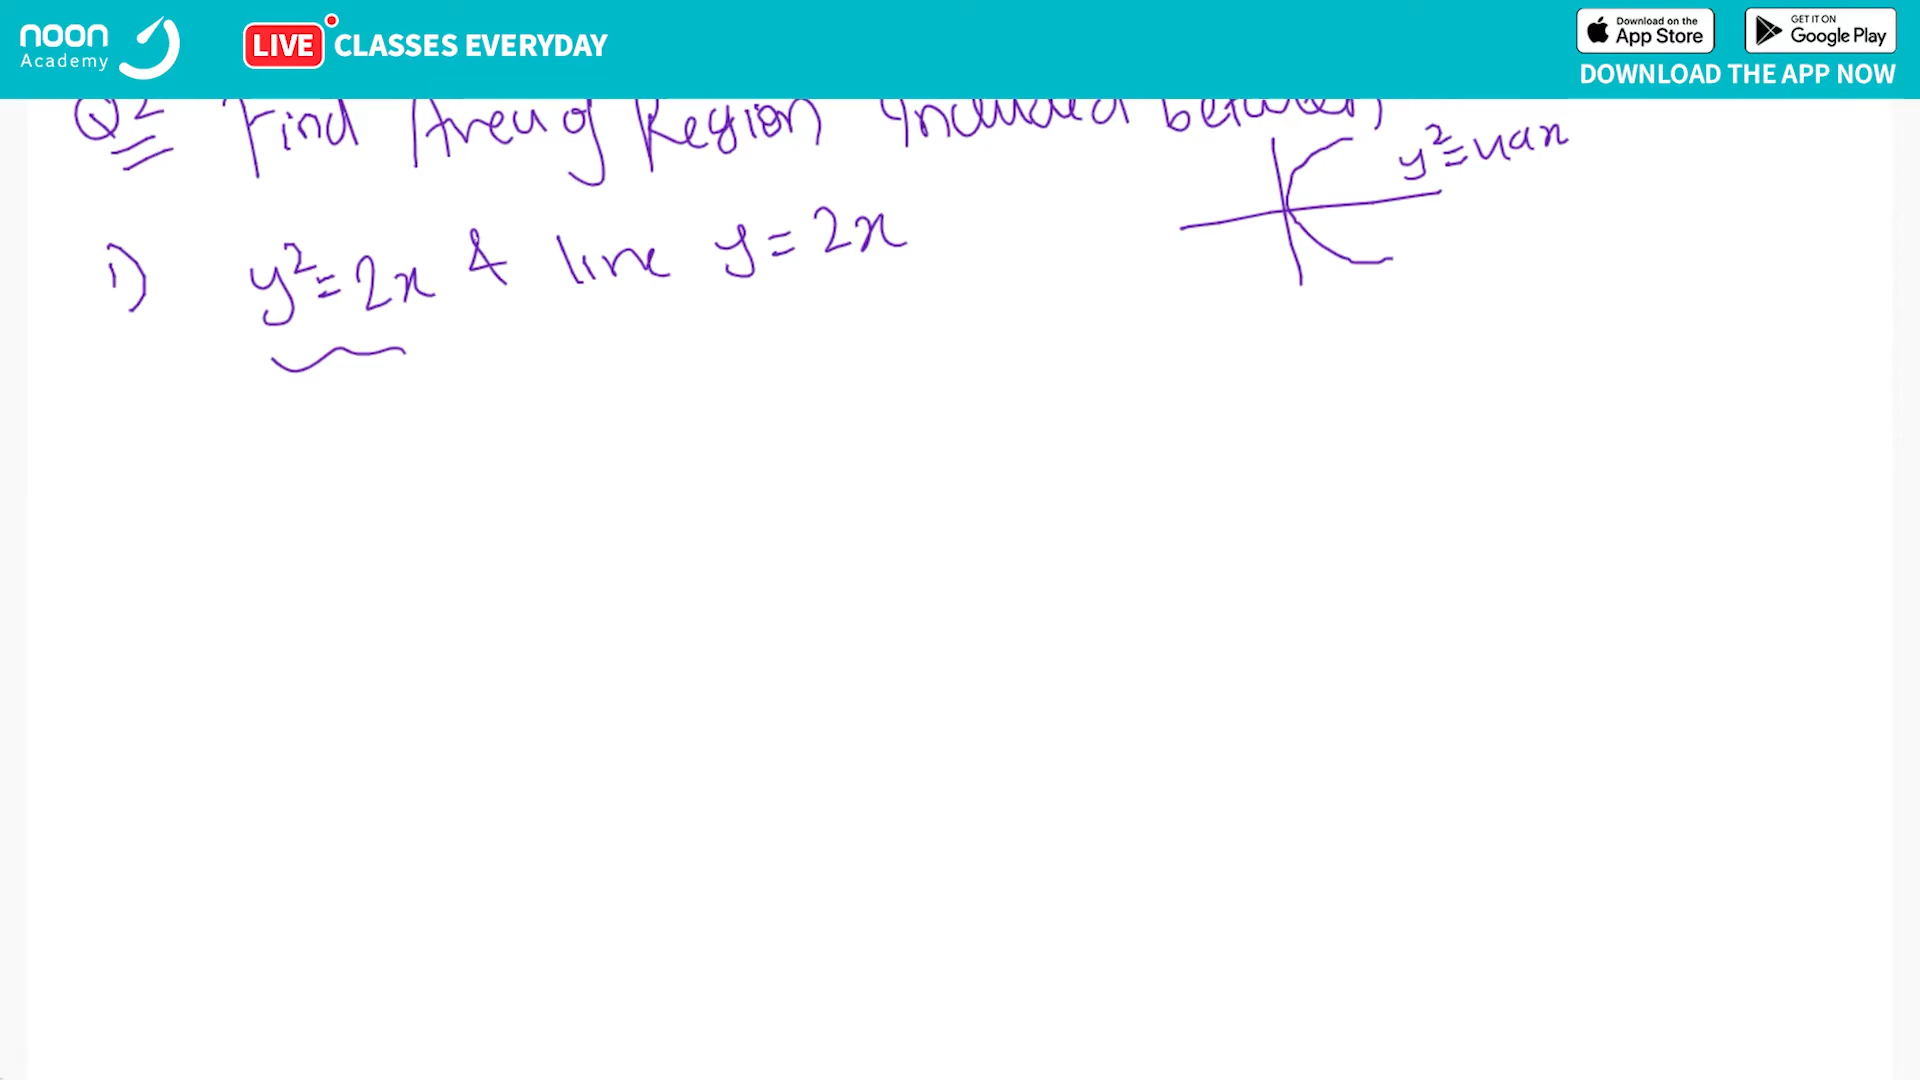 noon
Academy
LIVE CLASSES EVERYDAY
Download on the
App Store
GET IT ON
Google Play
DOWNLOAD THE APP NOW
Q2 Find Area of Region included between
y²=4ax
i) y²=2x & line y=2x